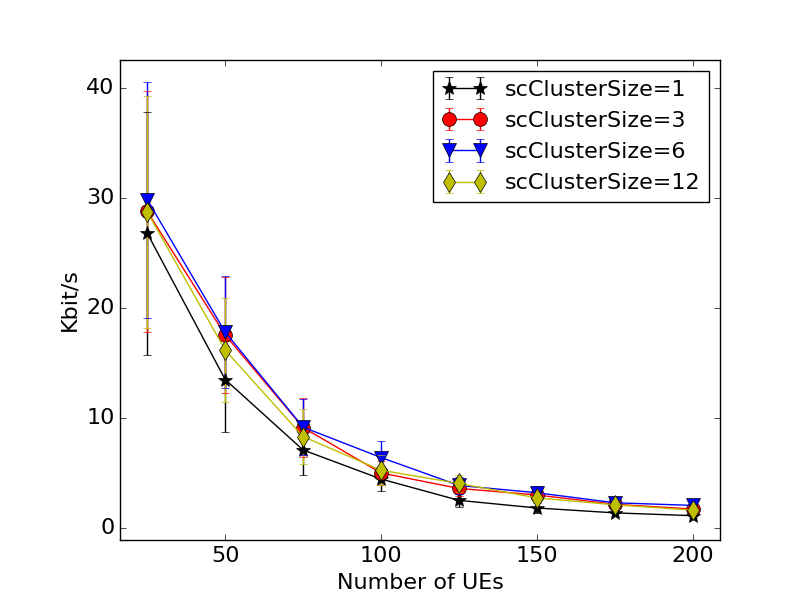 40
30
20
10
0
Kbit/s
50
100
150
200
Number of UEs
scClusterSize=1
scClusterSize=3
scClusterSize=6
scClusterSize=12